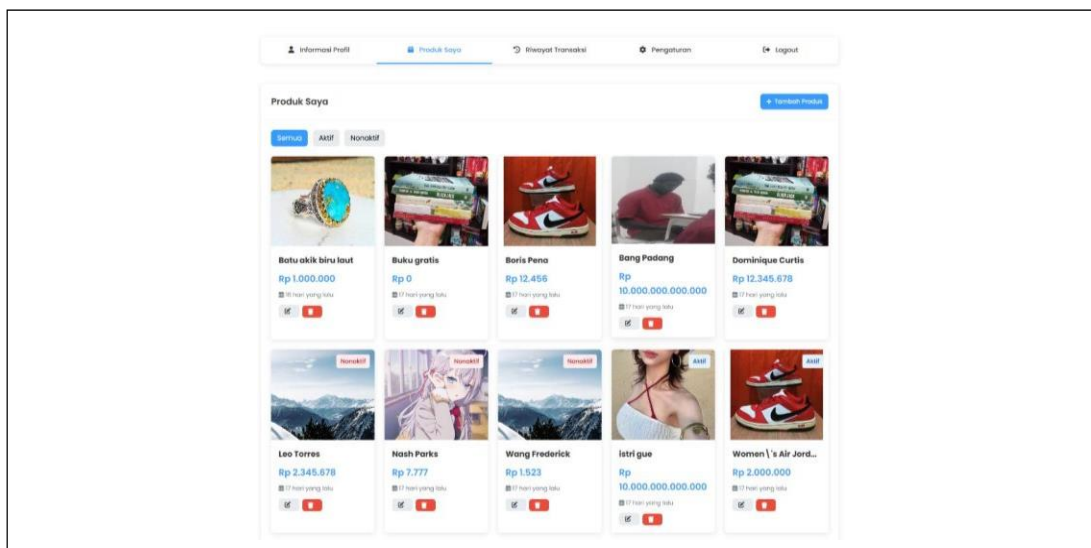 Informasi Profil
Produk Saya
Riwayat Transaksi
Pengaturan
Logout
Produk Saya
+ Tambah Produk
Semua
Aktif
Nonaktif
Batu akik biru laut
Rp 1.000.000
16 hari yang lalu
Buku gratis
Rp 0
17 hari yang lalu
Boris Pena
Rp 12.456
17 hari yang lalu
Bang Padang
Rp
10.000.000.000.000
17 hari yang lalu
Dominique Curtis
Rp 12.345.678
17 hari yang lalu
Nonaktif
Leo Torres
Rp 2.345.678
17 hari yang lalu
Nonaktif
Nash Parks
Rp 7.777
17 hari yang lalu
Nonaktif
Wang Frederick
Rp 1.523
17 hari yang lalu
Aktif
istri gue
Rp
10.000.000.000.000
17 hari yang lalu
Aktif
Women\'s Air Jord...
Rp 2.000.000
17 hari yang lalu